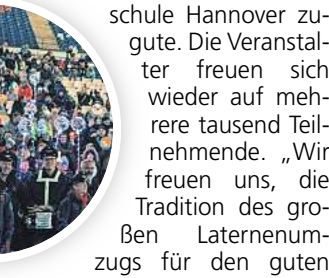 schule Hannover zu-
gute. Die Veranstal-
ter freuen sich
wieder auf meh-
rere tausend Teil-
nehmende. „Wir
freuen uns, die
Tradition des gro-
ßen Laternenum-
zugs für den guten